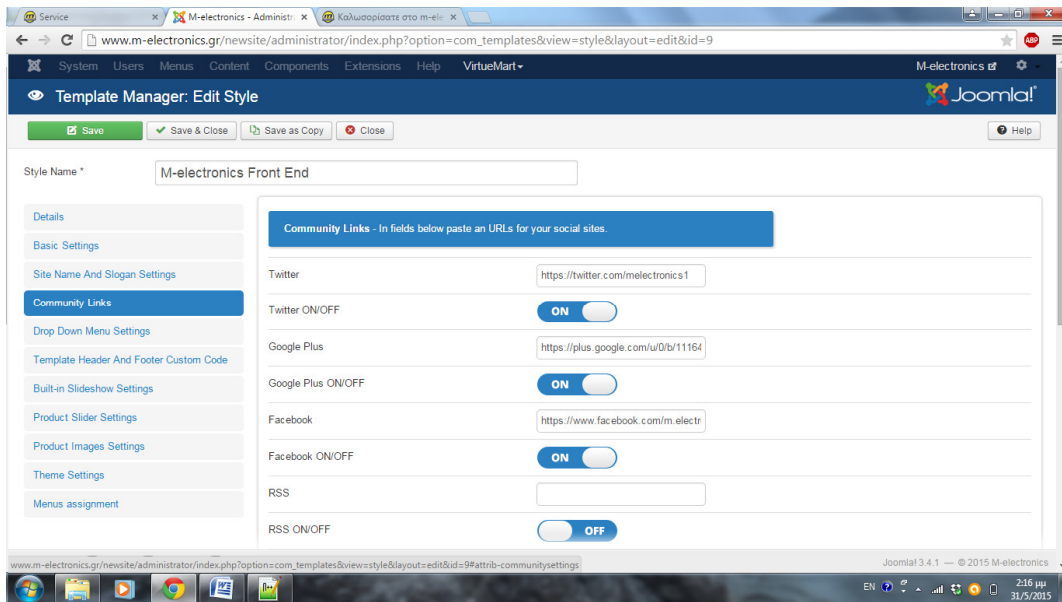 Service
M-electronics - Administr
Καλωσορίσατε στο m-ele
www.m-electronics.gr/newsite/administrator/index.php?option=com_templates&view=style&layout=edit&id=9
ABP
System Users Menus Content Components Extensions Help VirtueMart M-electronics
Template Manager: Edit Style Joomla!
Save Save & Close Save as Copy Close Help
Style Name * M-electronics Front End
Details
Basic Settings
Site Name And Slogan Settings
Community Links
Drop Down Menu Settings
Template Header And Footer Custom Code
Built-in Slideshow Settings
Product Slider Settings
Product Images Settings
Theme Settings
Menus assignment
Community Links - In fields below paste an URLs for your social sites.
Twitter https://twitter.com/melectronics1
Twitter ON/OFF ON
Google Plus https://plus.google.com/u/0/b/11164
Google Plus ON/OFF ON
Facebook https://www.facebook.com/m.electr
Facebook ON/OFF ON
RSS
RSS ON/OFF OFF
www.m-electronics.gr/newsite/administrator/index.php?option=com_templates&view=style&layout=edit&id=9#attrib-communitysettings
Joomla! 3.4.1 — © 2015 M-electronics
EN 2:16 μμ
31/5/2015